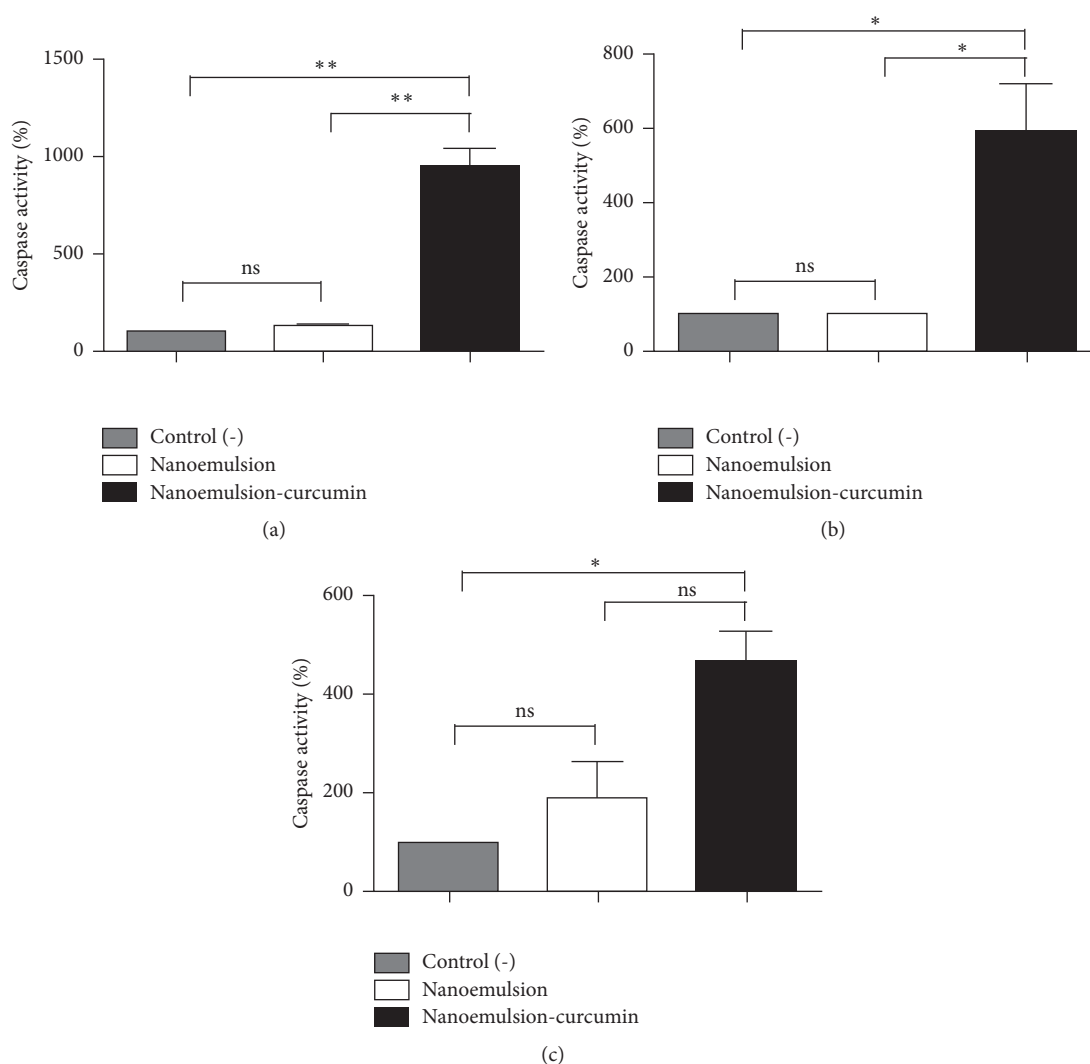 **
**
ns
1500
1000
500
0
Caspase activity (%)
Control (-)
Nanoemulsion
Nanoemulsion-curcumin
(a)
*
*
ns
800
600
400
200
0
Caspase activity (%)
Control (-)
Nanoemulsion
Nanoemulsion-curcumin
(b)
*
ns
ns
600
400
200
0
Caspase activity (%)
Control (-)
Nanoemulsion
Nanoemulsion-curcumin
(c)